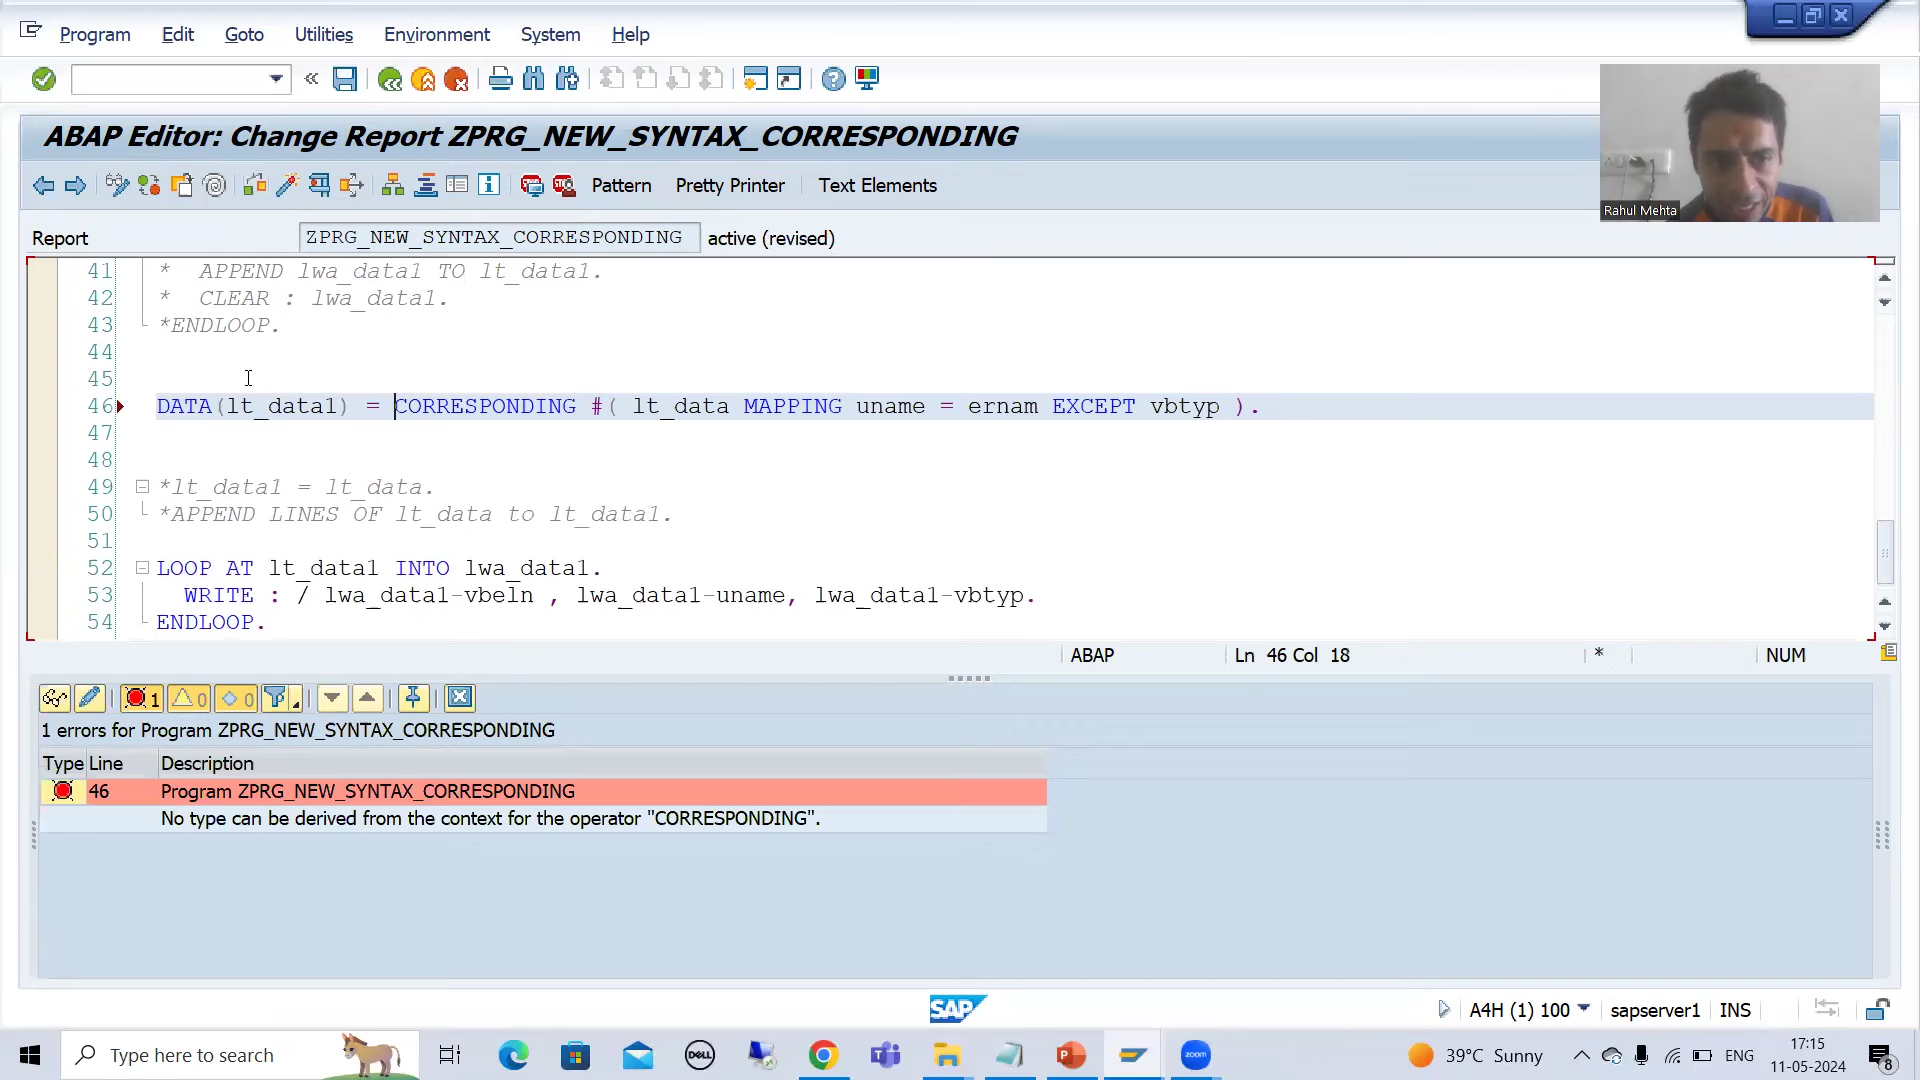 Program Edit Goto Utilities Environment System Help
ABAP Editor: Change Report ZPRG_NEW_SYNTAX_CORRESPONDING
Pattern Pretty Printer Text Elements
Rahul Mehta
Report ZPRG_NEW_SYNTAX_CORRESPONDING active (revised)
41 * APPEND lwa_data1 TO lt_data1.
42 * CLEAR : lwa_data1.
43 *ENDLOOP.
44
45
46 DATA(lt_data1) = CORRESPONDING #( lt_data MAPPING uname = ernam EXCEPT vbtyp ).
47
48
49 *lt_data1 = lt_data.
50 *APPEND LINES OF lt_data to lt_data1.
51
52 LOOP AT lt_data1 INTO lwa_data1.
53 WRITE : / lwa_data1-vbeln , lwa_data1-uname, lwa_data1-vbtyp.
54 ENDLOOP.
ABAP Ln 46 Col 18 * NUM
1 0 0
1 errors for Program ZPRG_NEW_SYNTAX_CORRESPONDING
Type Line Description
46 Program ZPRG_NEW_SYNTAX_CORRESPONDING
No type can be derived from the context for the operator "CORRESPONDING".
SAP A4H (1) 100 sapserver1 INS
Type here to search DELL zoom 39°C Sunny ENG 17:15
11-05-2024 8